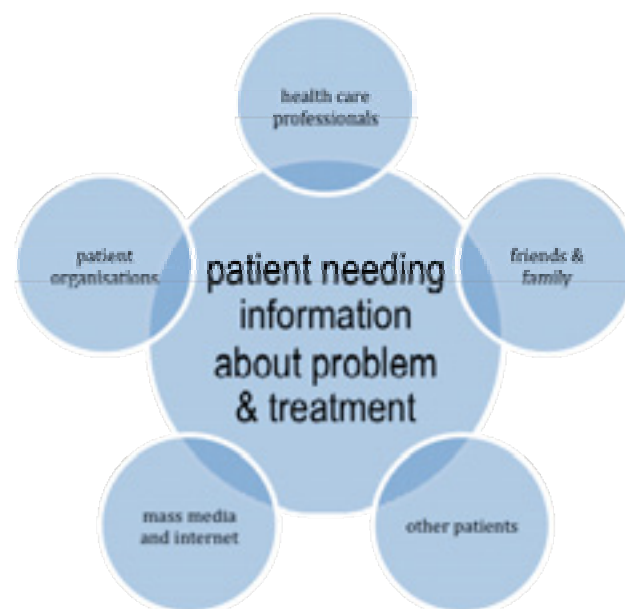 health care
professionals
patient
organisations
patient needing
information
about problem
& treatment
friends &
family
mass media
and internet
other patients